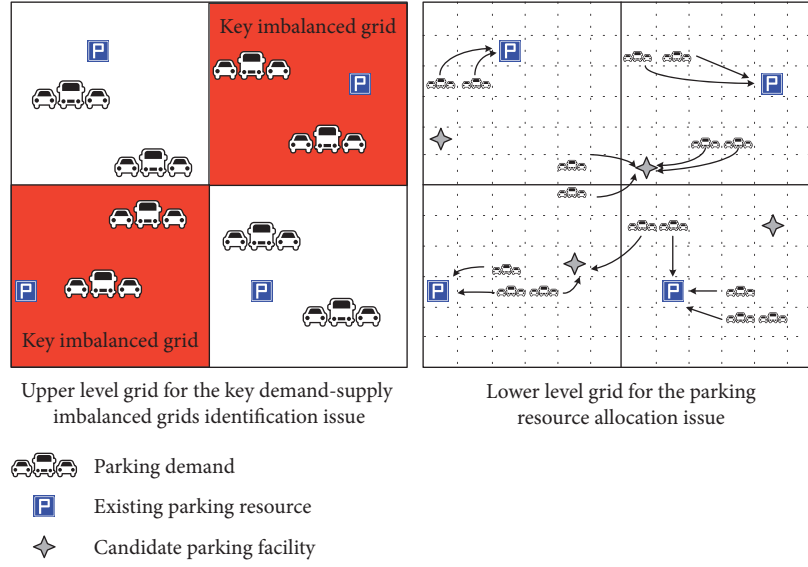 Key imbalanced grid
P
P
P
P
Key imbalanced grid
P
P
P
P
Upper level grid for the key demand-supply
imbalanced grids identification issue
Lower level grid for the parking
resource allocation issue
Parking demand
P
Existing parking resource
Candidate parking facility